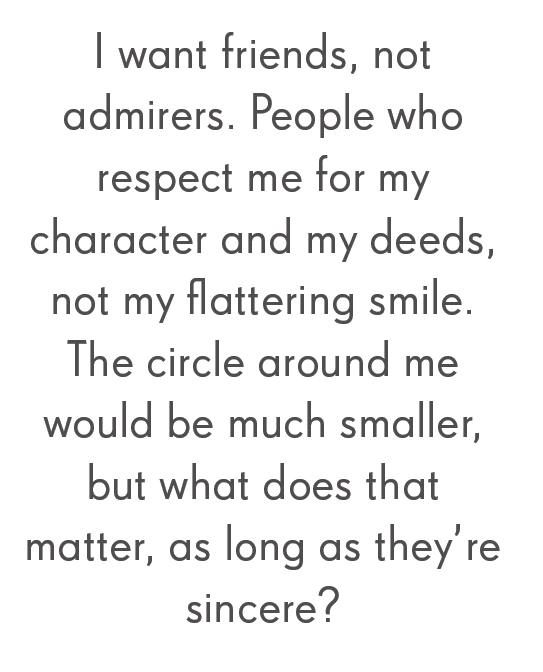 I want friends, not
admirers. People who
respect me for my
character and my deeds,
not my flattering smile.
The circle around me
would be much smaller,
but what does that
matter, as long as they’re
sincere?